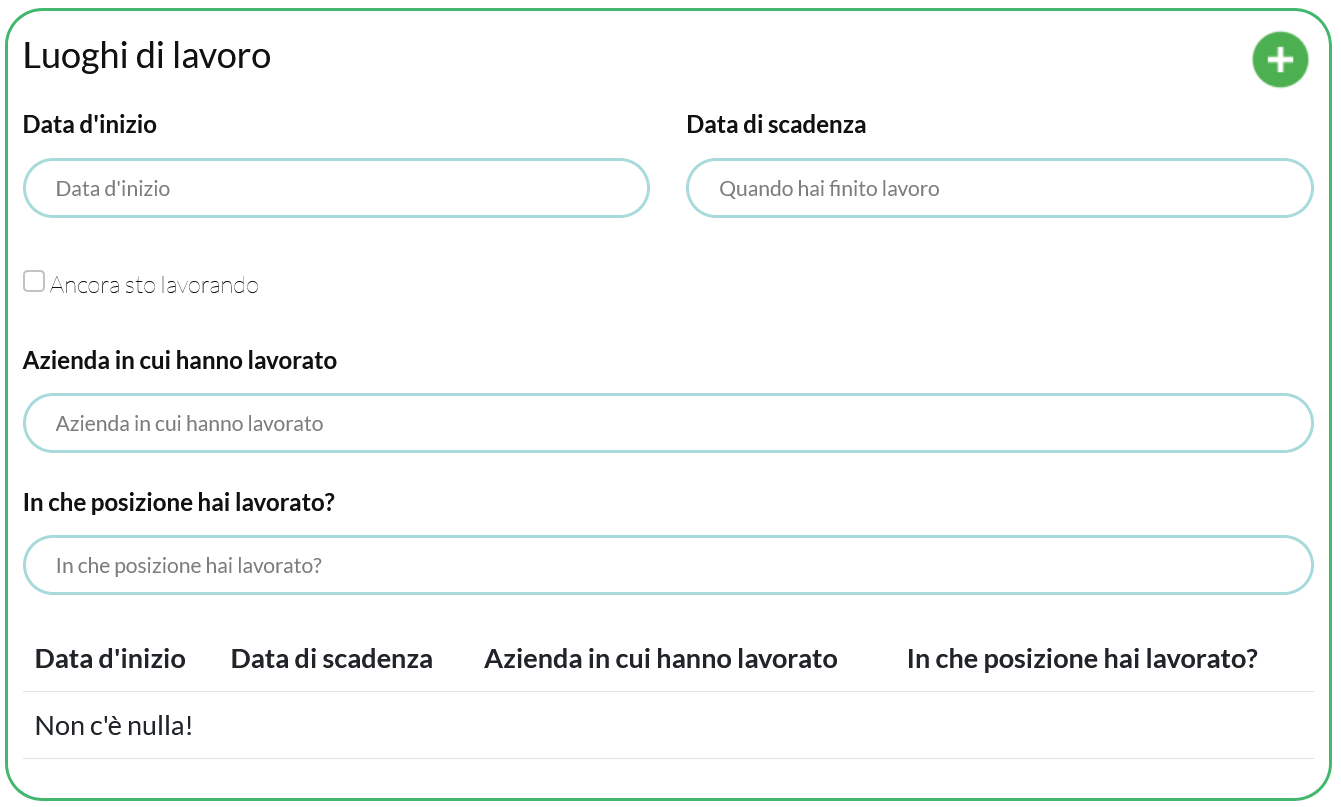 Luoghi di lavoro
Data d'inizio
Data di scadenza
Data d'inizio
Quando hai finito lavoro
Ancora sto lavorando
Azienda in cui hanno lavorato
Azienda in cui hanno lavorato
In che posizione hai lavorato?
In che posizione hai lavorato?
Data d'inizio Data di scadenza Azienda in cui hanno lavorato In che posizione hai lavorato?
Non c'è nulla!